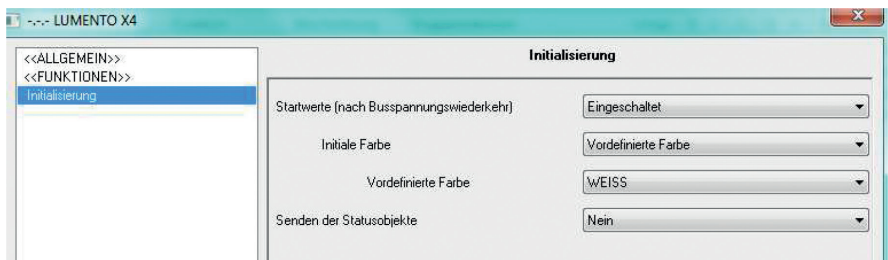 -.-.- LUMENTO X4
<<ALLGEMEIN>>
<<FUNKTIONEN>>
Initialisierung
Initialisierung
Startwerte (nach Busspannungswiederkehr)
Eingeschaltet
Initiale Farbe
Vordefinierte Farbe
Vordefinierte Farbe
WEISS
Senden der Statusobjekte
Nein